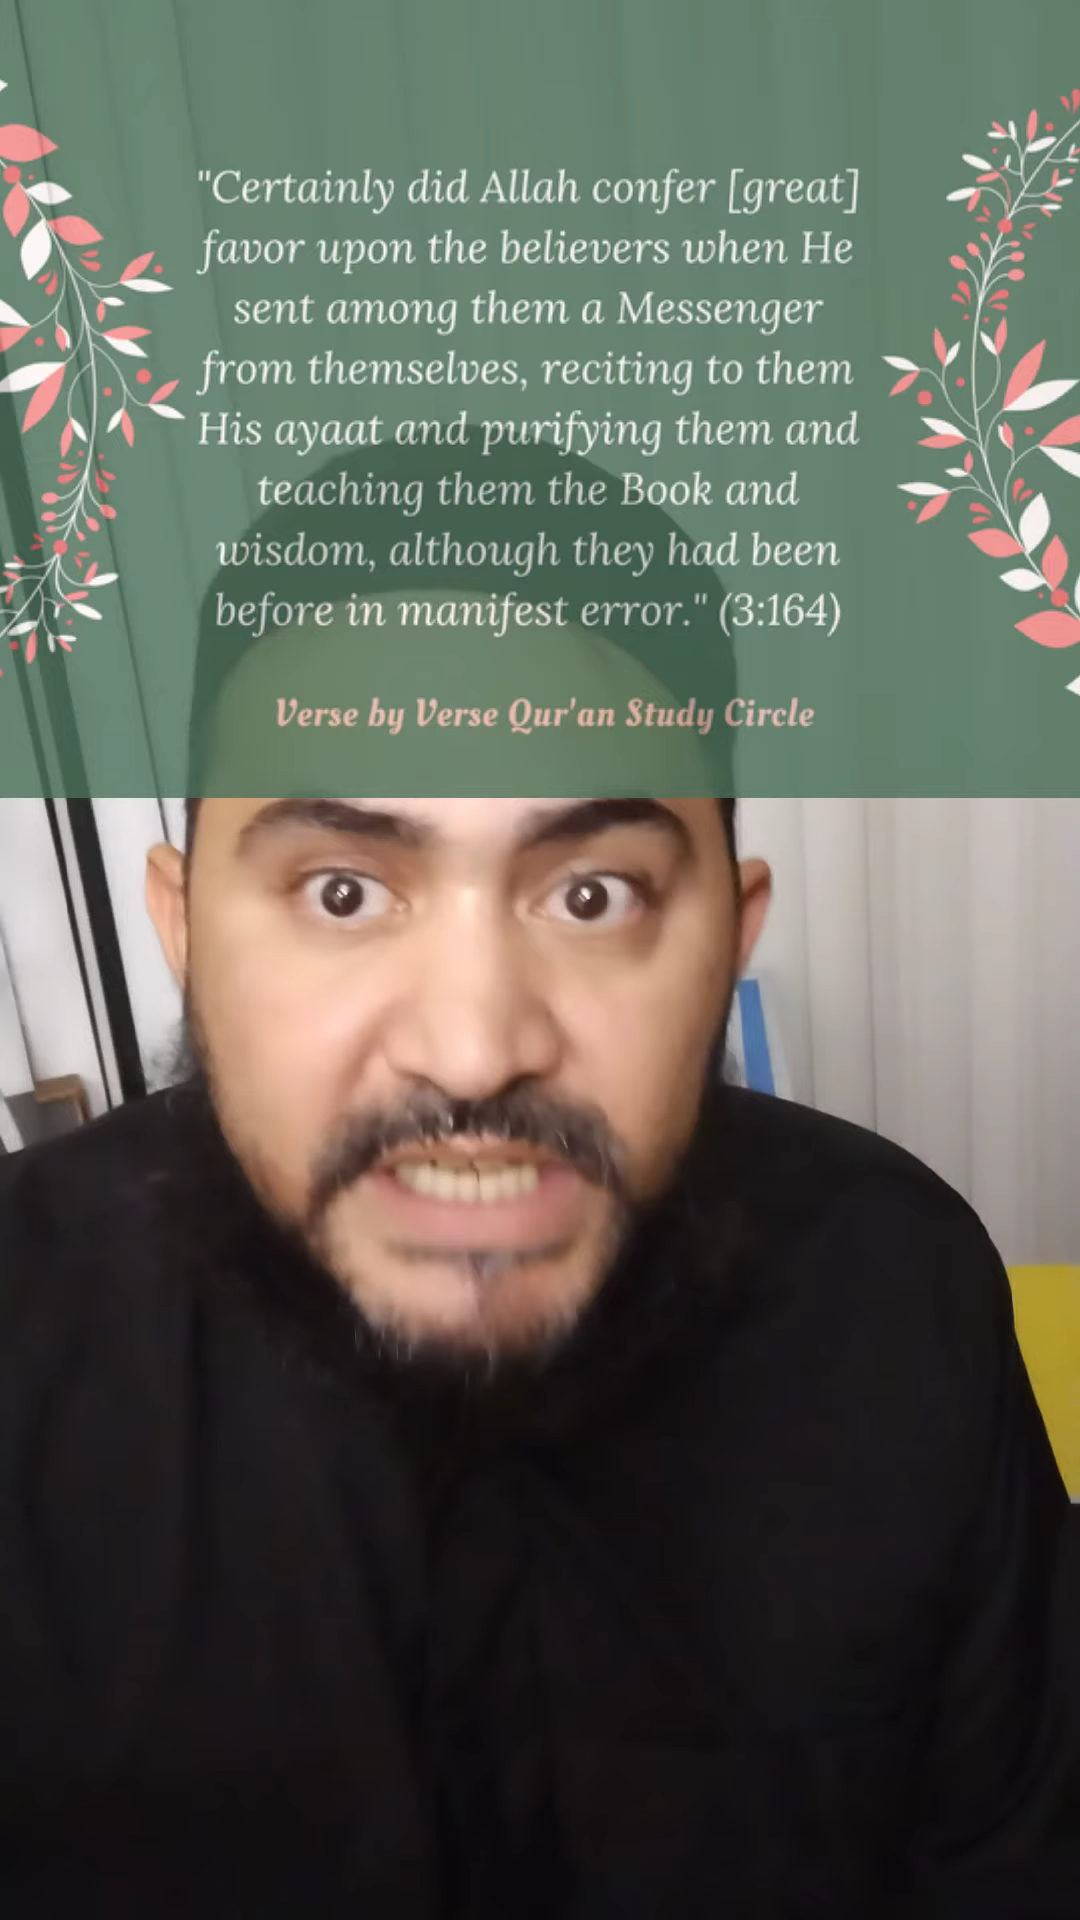 "Certainly did Allah confer [great]
favor upon the believers when He
sent among them a Messenger
from themselves, reciting to them
His ayaat and purifying them and
teaching them the Book and
wisdom, although they had been
before in manifest error." (3:164)
Verse by Verse Qur'an Study Circle